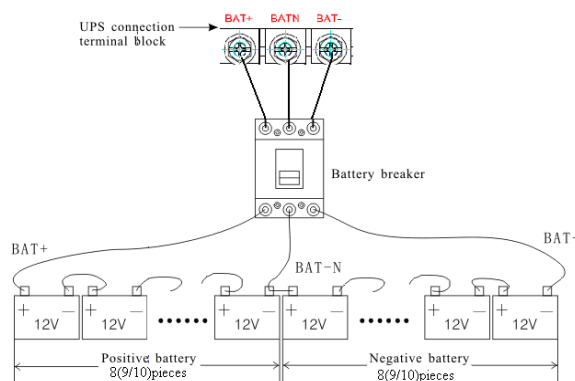 BAT+ BATN BAT-
UPS connection
terminal block
Battery breaker
BAT+
BAT-N
BAT-
+ - + - + - + - + - + -
12V 12V 12V 12V 12V 12V
Positive battery
8(9/10)pieces
Negative battery
8(9/10)pieces